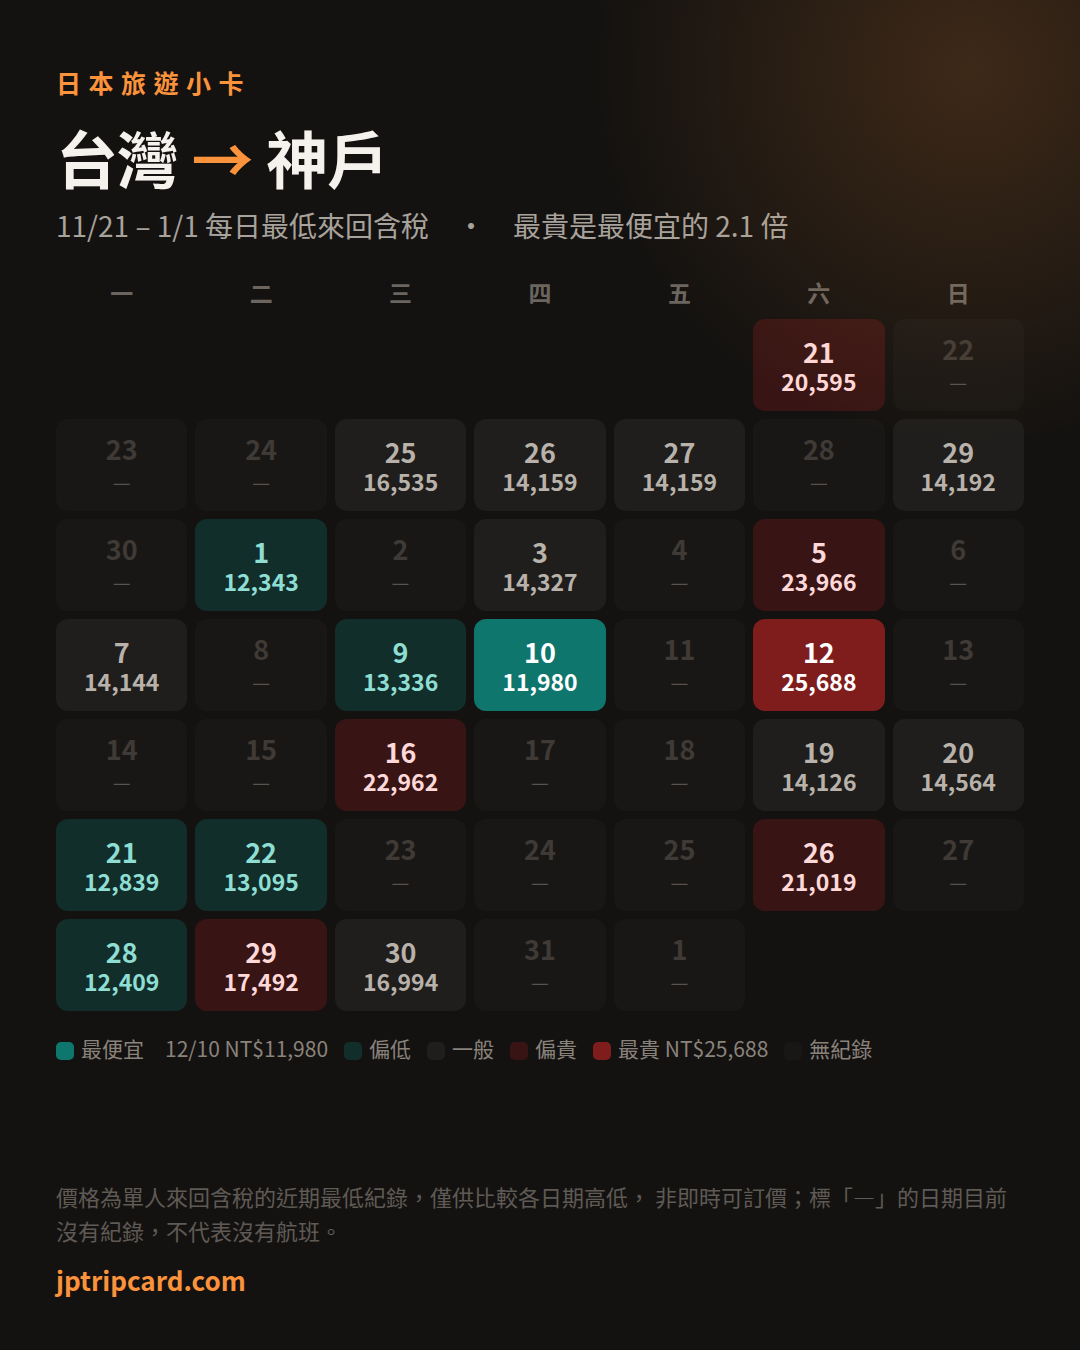 日本旅遊小卡
台灣 → 神戶
11/21 – 1/1 每日最低來回含稅 ・ 最貴是最便宜的 2.1 倍
一 二 三 四 五 六 日
21 22
20,595 —
23 24 25 26 27 28 29
— — 16,535 14,159 14,159 — 14,192
30 1 2 3 4 5 6
— 12,343 — 14,327 — 23,966 —
7 8 9 10 11 12 13
14,144 — 13,336 11,980 — 25,688 —
14 15 16 17 18 19 20
— — 22,962 — — 14,126 14,564
21 22 23 24 25 26 27
12,839 13,095 — — — 21,019 —
28 29 30 31 1
12,409 17,492 16,994 — —
最便宜 12/10 NT$11,980 偏低 一般 偏貴 最貴 NT$25,688 無紀錄
價格為單人來回含稅的近期最低紀錄，僅供比較各日期高低， 非即時可訂價；標「—」的日期目前
沒有紀錄，不代表沒有航班。
jptripcard.com